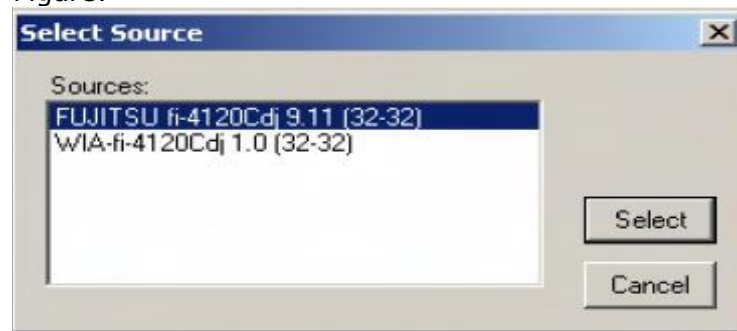 Select Source
Sources:
FUJITSU fi-4120Cdj 9.11 (32-32)
WIA-fi-4120Cdj 1.0 (32-32)
Select
Cancel